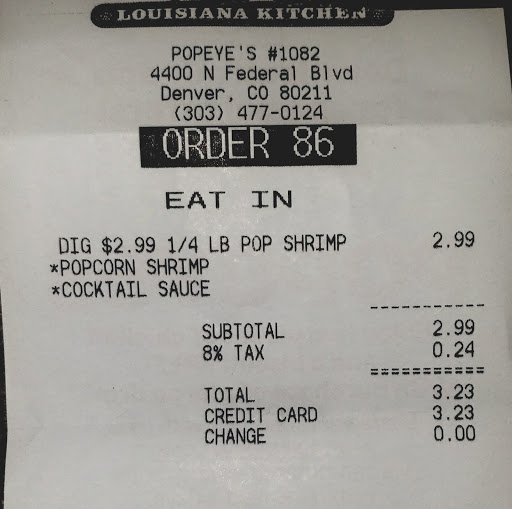 LOUISIANA KITCHEN
POPEYE'S #1082
4400 N Federal Blvd
Denver, CO 80211
(303) 477-0124
ORDER 86
EAT IN
DIG $2.99 1/4 LB POP SHRIMP 2.99
*POPCORN SHRIMP
*COCKTAIL SAUCE
-----------
SUBTOTAL 2.99
8% TAX 0.24
===========
TOTAL 3.23
CREDIT CARD 3.23
CHANGE 0.00